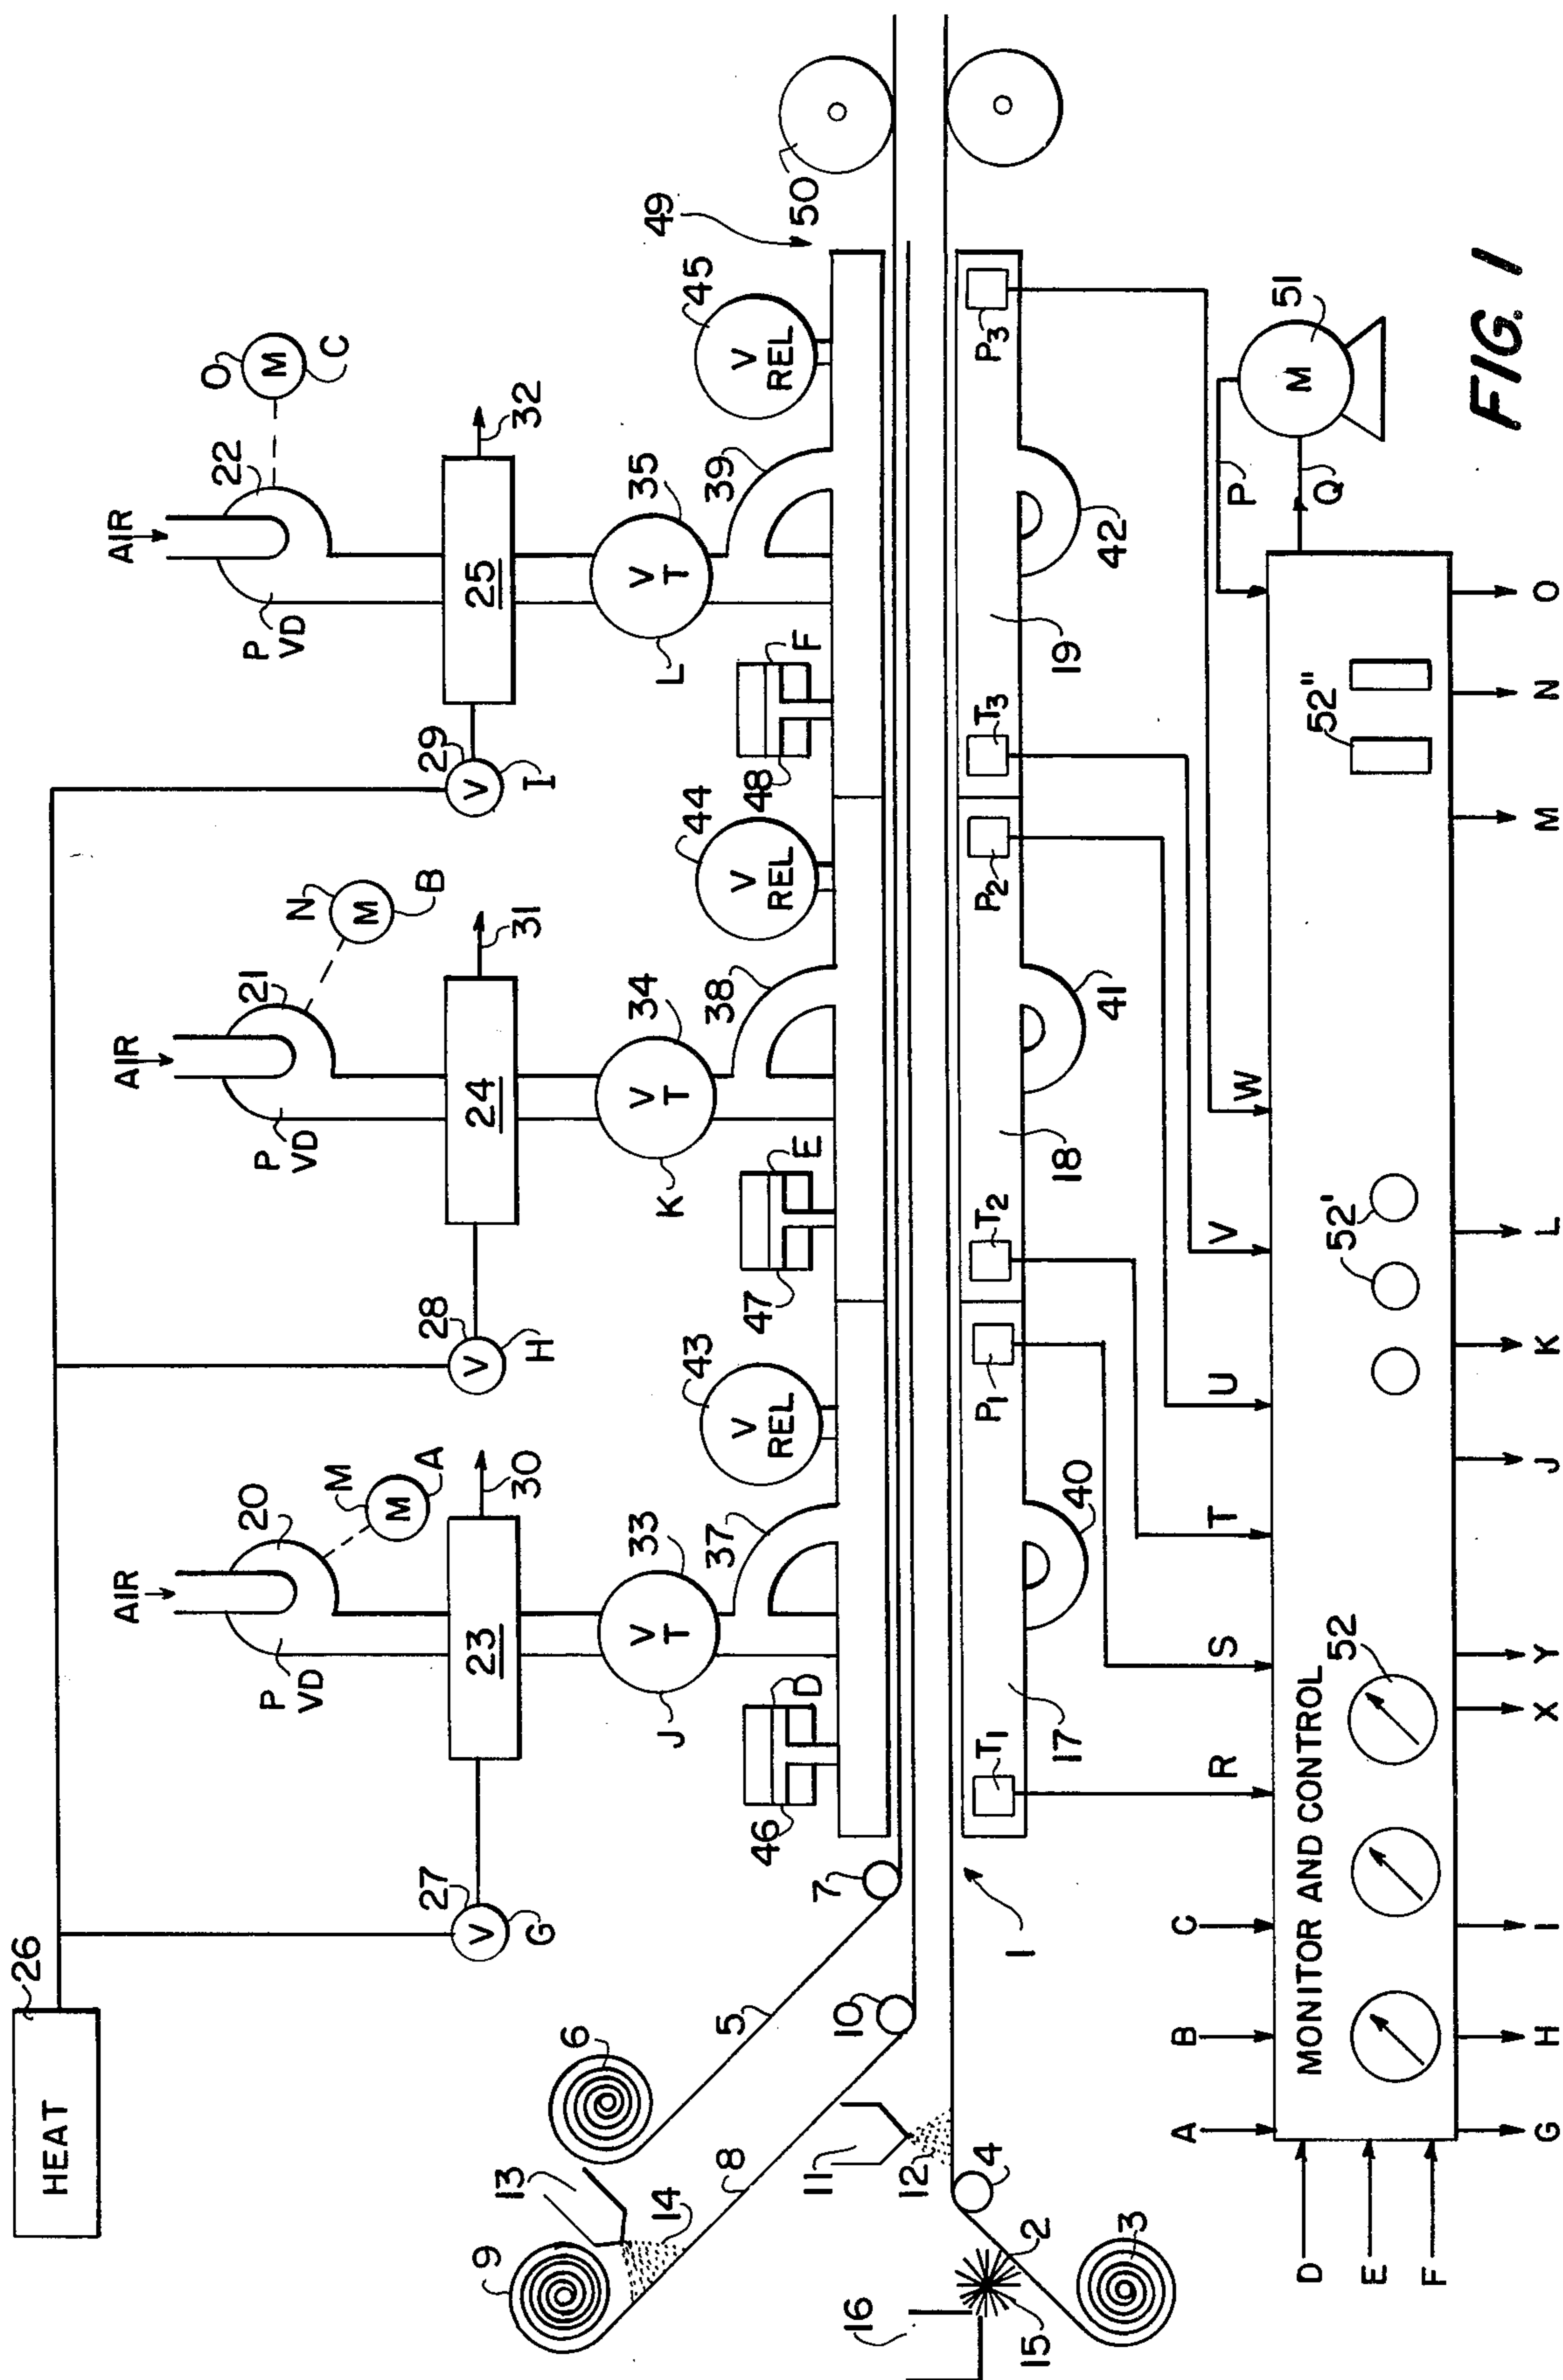 HEAT
26
AIR
20
M
M
A
P
VD
AIR
21
N
M
B
P
VD
AIR
22
O
M
C
P
VD
27
V
G
23
30
28
V
H
24
31
29
V
I
25
32
V
T
33
J
37
V
T
34
K
38
V
T
35
L
39
46
D
V
REL
43
47
E
V
REL
44
48
F
V
REL
45
49
50
9
13
14
6
8
5
10
7
11
12
4
1
16
15
2
3
T1
17
40
P1
T2
18
41
P2
T3
19
42
P3
R
S
T
U
V
W
P
Q
M
51
A
B
C
D
E
F
MONITOR AND CONTROL
52
52'
52"
G
H
I
X
Y
J
K
L
M
N
O
FIG. 1